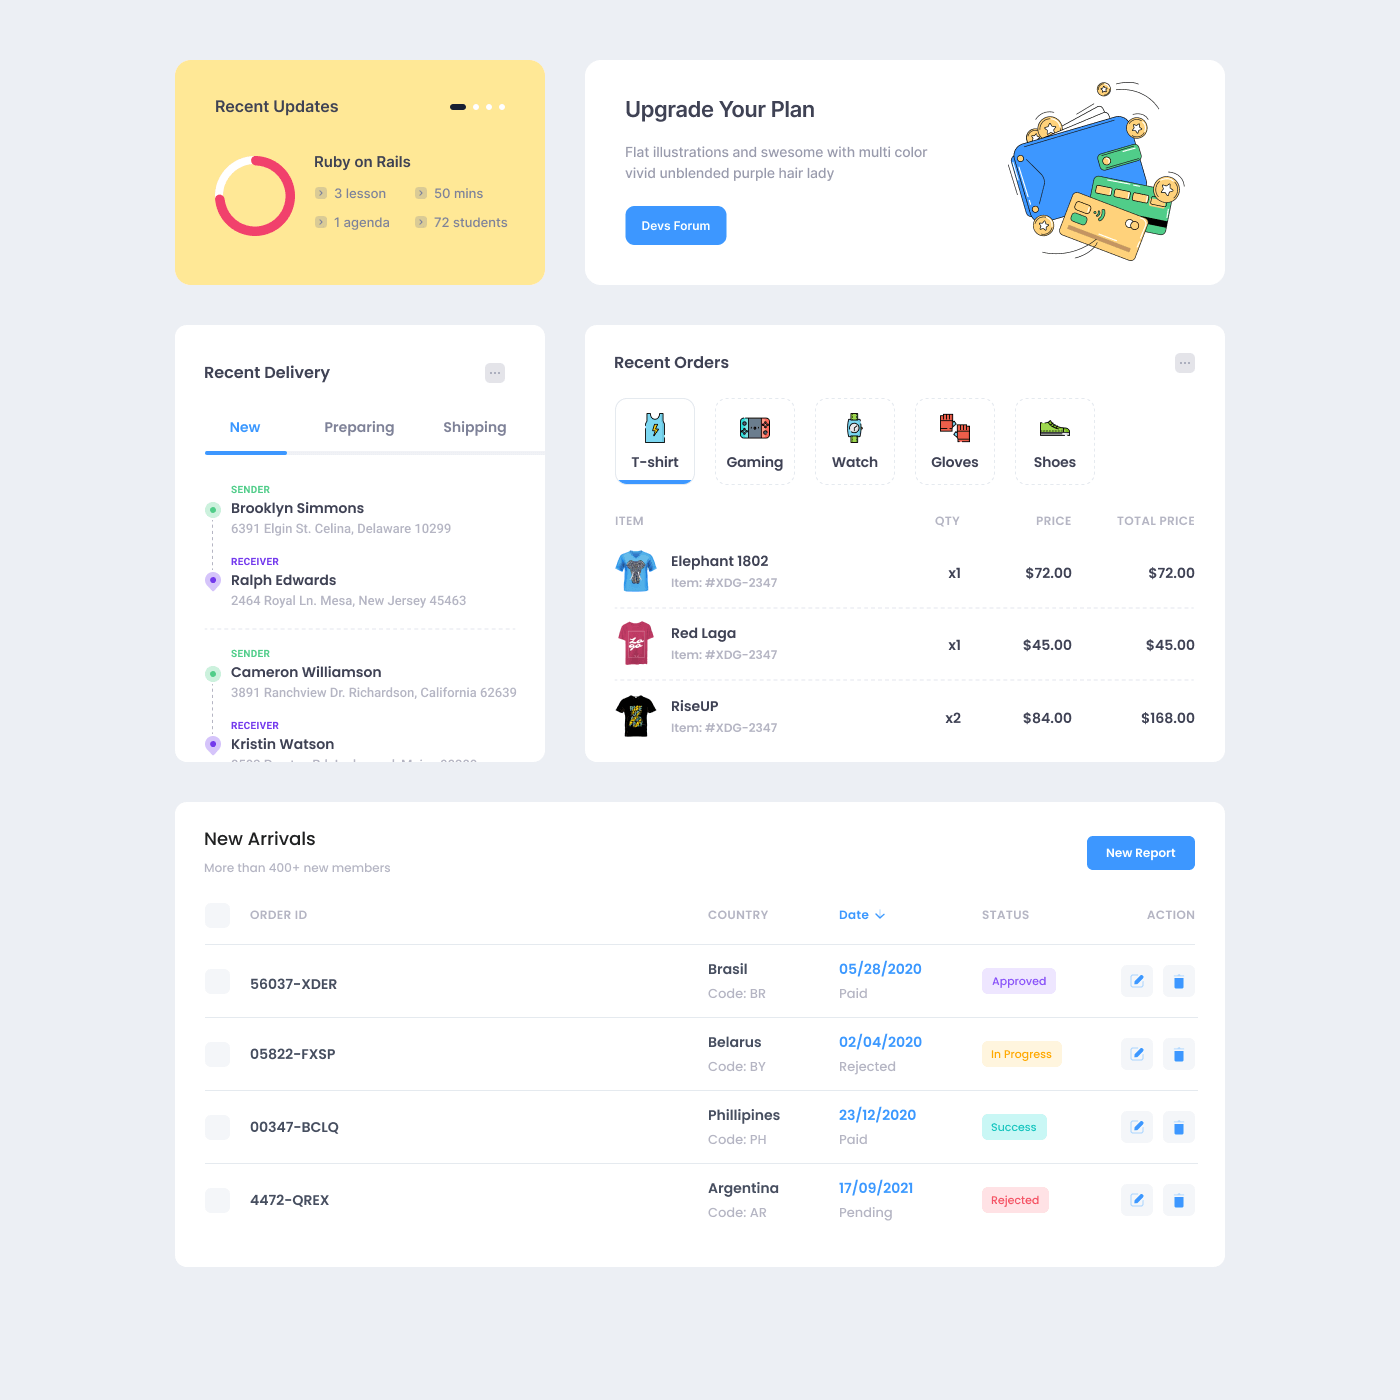 Recent Updates
Ruby on Rails
3 lesson
50 mins
1 agenda
72 students
Upgrade Your Plan
Flat illustrations and swesome with multi color
vivid unblended purple hair lady
Devs Forum
Recent Delivery
New Preparing Shipping
SENDER
Brooklyn Simmons
6391 Elgin St. Celina, Delaware 10299
RECEIVER
Ralph Edwards
2464 Royal Ln. Mesa, New Jersey 45463
SENDER
Cameron Williamson
3891 Ranchview Dr. Richardson, California 62639
RECEIVER
Kristin Watson
Recent Orders
T-shirt Gaming Watch Gloves Shoes
ITEM QTY PRICE TOTAL PRICE
Elephant 1802
Item: #XDG-2347
x1 $72.00 $72.00
Red Laga
Item: #XDG-2347
x1 $45.00 $45.00
RiseUP
Item: #XDG-2347
x2 $84.00 $168.00
New Arrivals
More than 400+ new members
New Report
ORDER ID COUNTRY Date STATUS ACTION
56037-XDER
Brasil
Code: BR
05/28/2020
Paid
Approved
05822-FXSP
Belarus
Code: BY
02/04/2020
Rejected
In Progress
00347-BCLQ
Phillipines
Code: PH
23/12/2020
Paid
Success
4472-QREX
Argentina
Code: AR
17/09/2021
Pending
Rejected